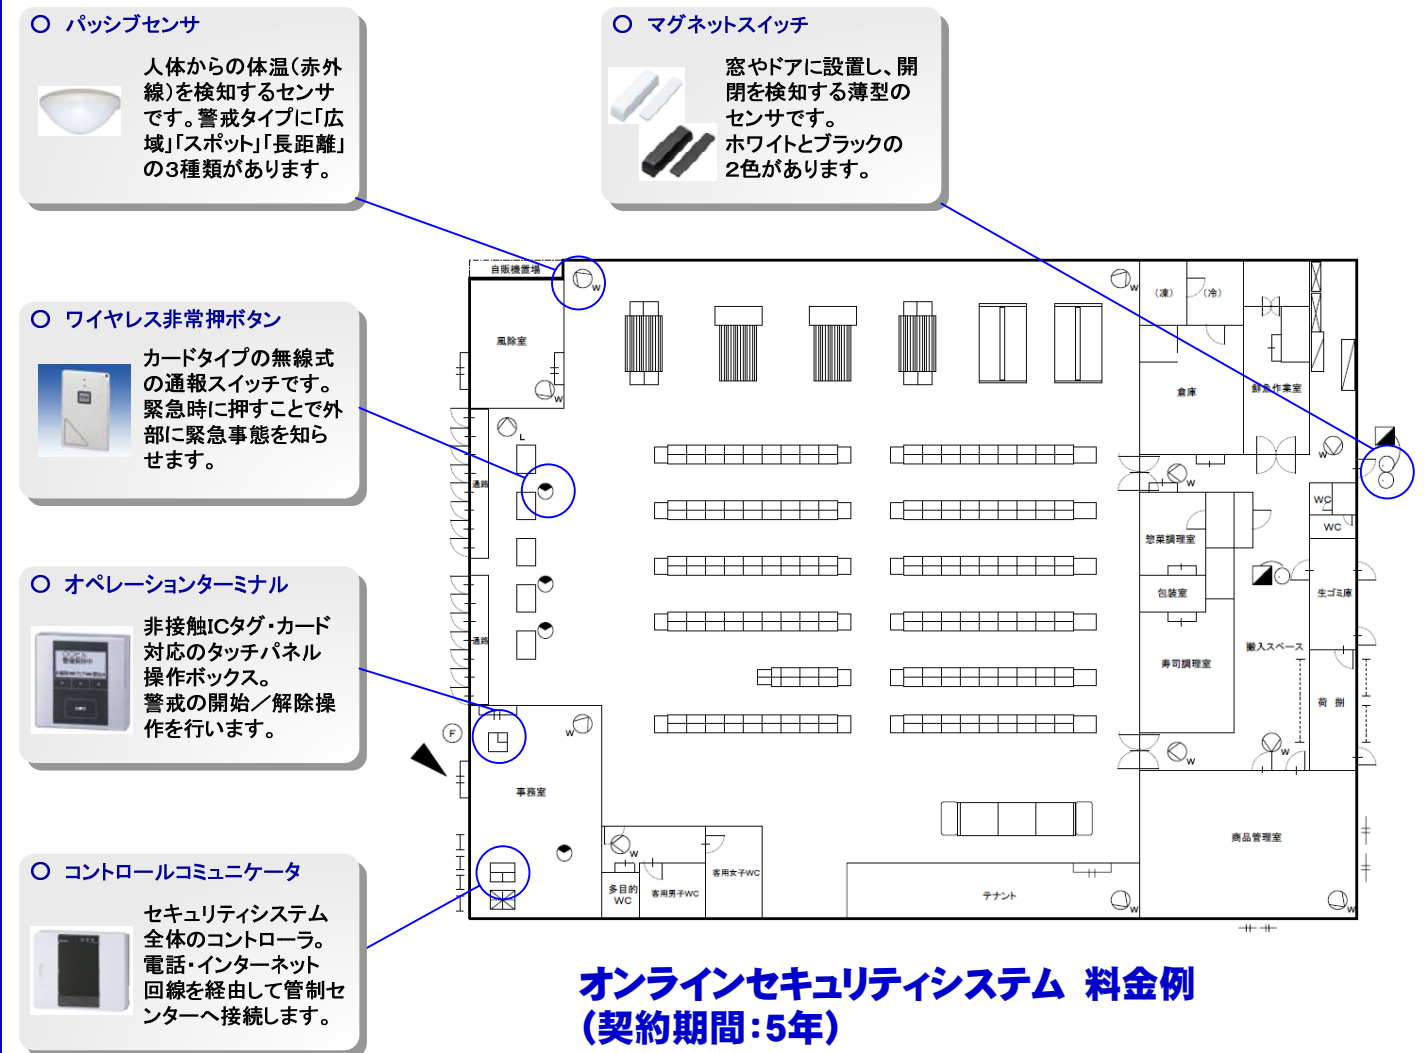 ○ パッシブセンサ
人体からの体温(赤外
線)を検知するセンサ
です。警戒タイプに「広
域」「スポット」「長距離」
の3種類があります。
○ マグネットスイッチ
窓やドアに設置し、開
閉を検知する薄型の
センサです。
ホワイトとブラックの
2色があります。
○ ワイヤレス非常押ボタン
カードタイプの無線式
の通報スイッチです。
緊急時に押すことで外
部に緊急事態を知ら
せます。
○ オペレーションターミナル
非接触ICタグ・カード
対応のタッチパネル
操作ボックス。
警戒の開始／解除操
作を行います。
○ コントロールコミュニケータ
セキュリティシステム
全体のコントローラ。
電話・インターネット
回線を経由して管制セ
ンターへ接続します。
自販機置場
W
W
(凍)
(冷)
風除室
倉庫
鮮魚作業室
W
L
W
W
通路
WC
WC
惣菜調理室
包装室
生ゴミ庫
通路
搬入スペース
寿司調理室
荷 捌
F
W
W
W
事務室
商品管理室
W
多目的
WC
客用男子WC
客用女子WC
テナント
W
W
オンラインセキュリティシステム 料金例
(契約期間:5年)